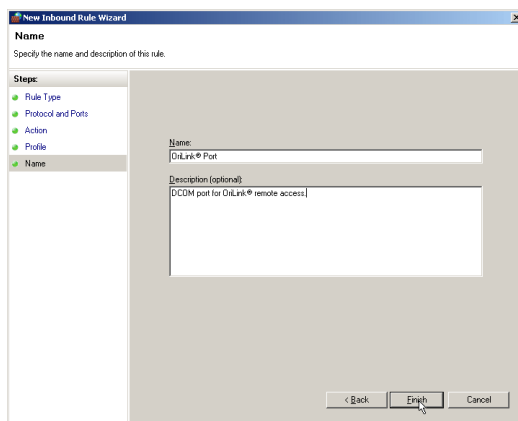 New Inbound Rule Wizard
Name
Specify the name and description of this rule.
Steps:
Rule Type
Protocol and Ports
Action
Profile
Name
Name:
OriLink® Port
Description (optional):
DCOM port for OriLink® remote access.
< Back
Finish
Cancel